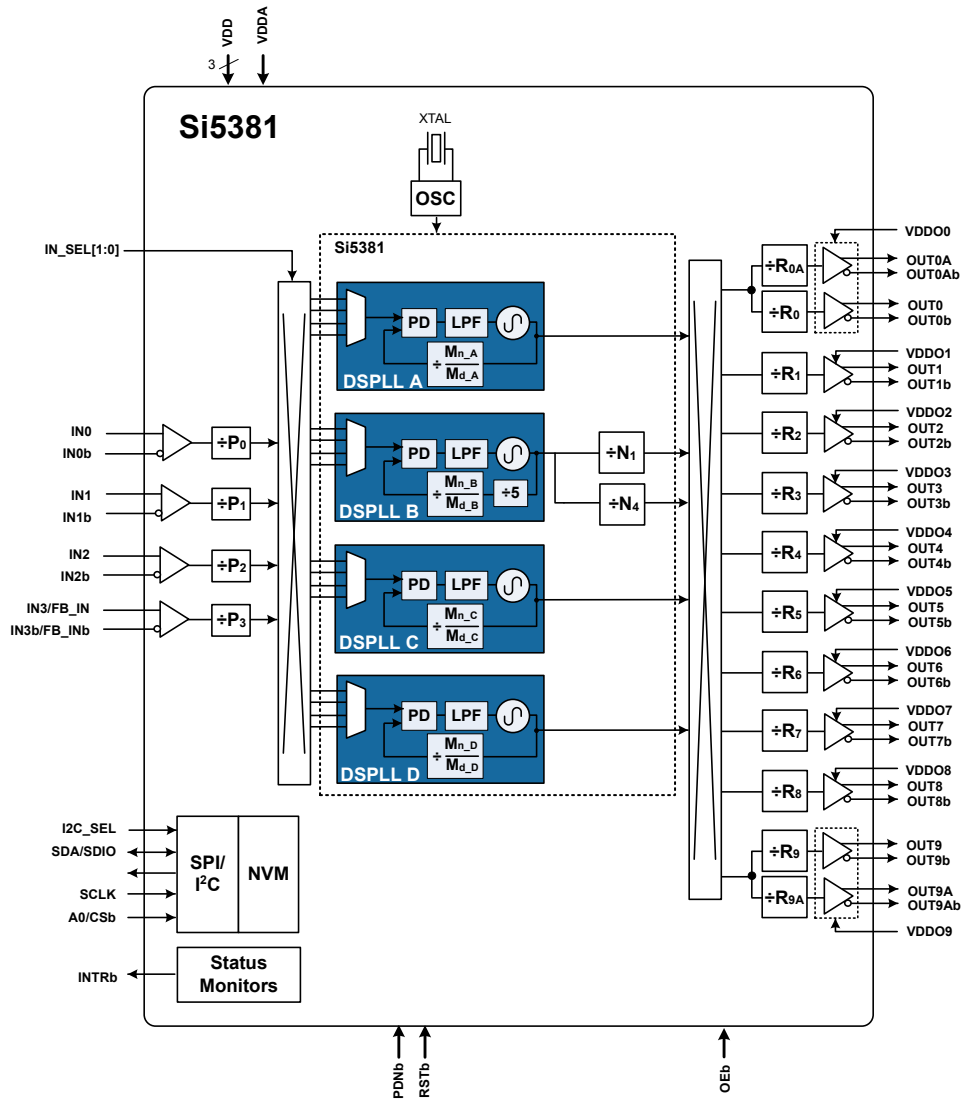 VDD
VDDA
3
Si5381
XTAL
OSC
IN_SEL[1:0]
Si5381
PD
LPF
÷
Mn_A
Md_A
DSPLL A
PD
LPF
÷
Mn_B
Md_B
÷5
DSPLL B
÷N1
÷N4
PD
LPF
÷
Mn_C
Md_C
DSPLL C
PD
LPF
÷
Mn_D
Md_D
DSPLL D
IN0
IN0b
÷P0
IN1
IN1b
÷P1
IN2
IN2b
÷P2
IN3/FB_IN
IN3b/FB_INb
÷P3
÷R0A
÷R0
÷R1
÷R2
÷R3
÷R4
÷R5
÷R6
÷R7
÷R8
÷R9
÷R9A
VDDO0
OUT0A
OUT0Ab
OUT0
OUT0b
VDDO1
OUT1
OUT1b
VDDO2
OUT2
OUT2b
VDDO3
OUT3
OUT3b
VDDO4
OUT4
OUT4b
VDDO5
OUT5
OUT5b
VDDO6
OUT6
OUT6b
VDDO7
OUT7
OUT7b
VDDO8
OUT8
OUT8b
OUT9
OUT9b
OUT9A
OUT9Ab
VDDO9
I2C_SEL
SDA/SDIO
SCLK
A0/CSb
SPI/
I²C
NVM
INTRb
Status
Monitors
PDNb
RSTb
OEb